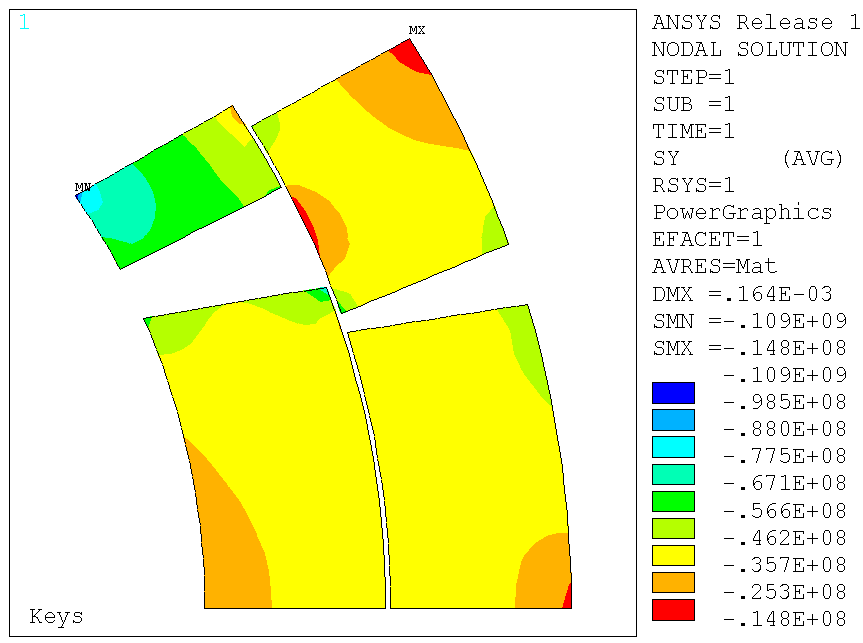 1
MX
MN
Keys
ANSYS Release 1
NODAL SOLUTION
STEP=1
SUB =1
TIME=1
SY (AVG)
RSYS=1
PowerGraphics
EFACET=1
AVRES=Mat
DMX =.164E-03
SMN =-.109E+09
SMX =-.148E+08
-.109E+09
-.985E+08
-.880E+08
-.775E+08
-.671E+08
-.566E+08
-.462E+08
-.357E+08
-.253E+08
-.148E+08